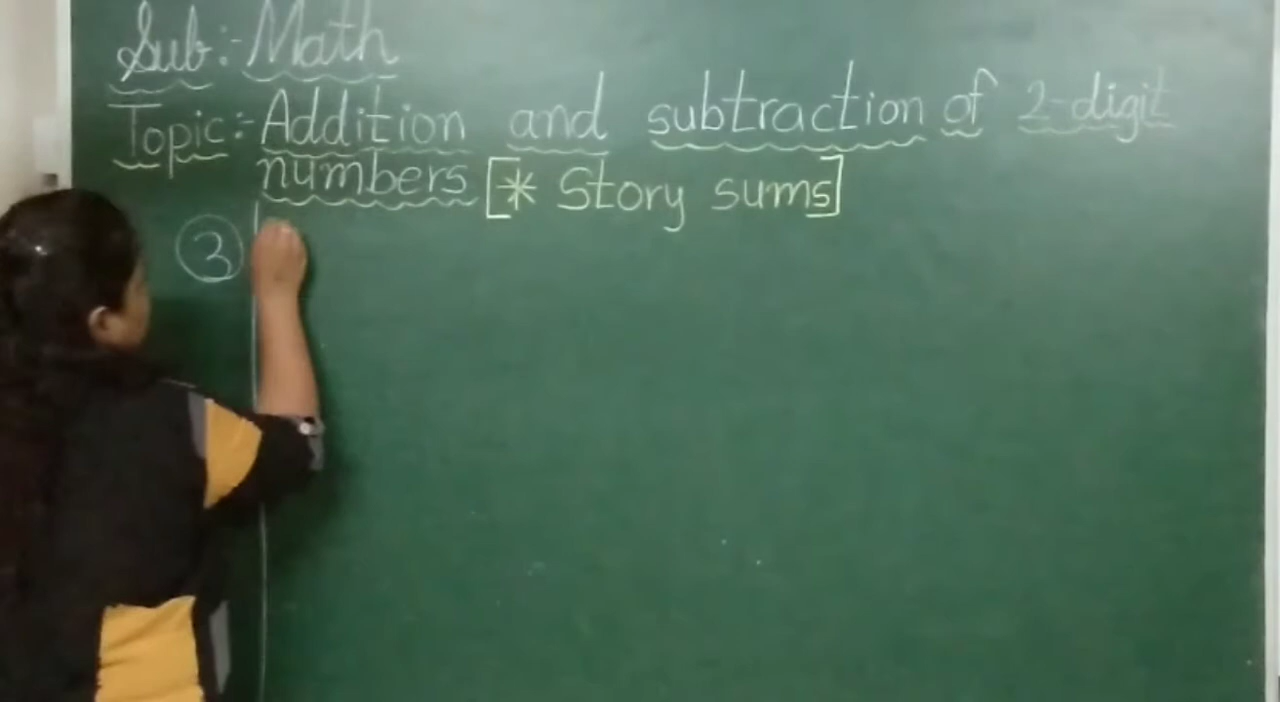 Sub:- Math
Topic:- Addition and subtraction of 2-digit
numbers [* Story sums]
3